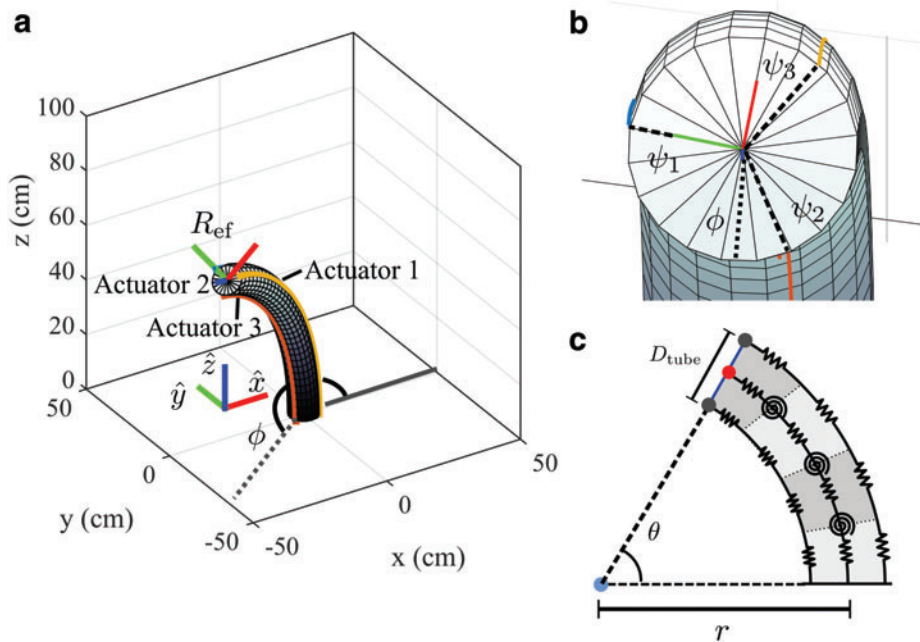 a
100
80
60
40
20
0
z (cm)
R_ef
Actuator 1
Actuator 2
Actuator 3
ẑ
ŷ
x̂
ϕ
50
0
-50
y (cm)
-50
0
50
x (cm)
b
ψ_3
ψ_1
ψ_2
ϕ
c
D_tube
θ
r